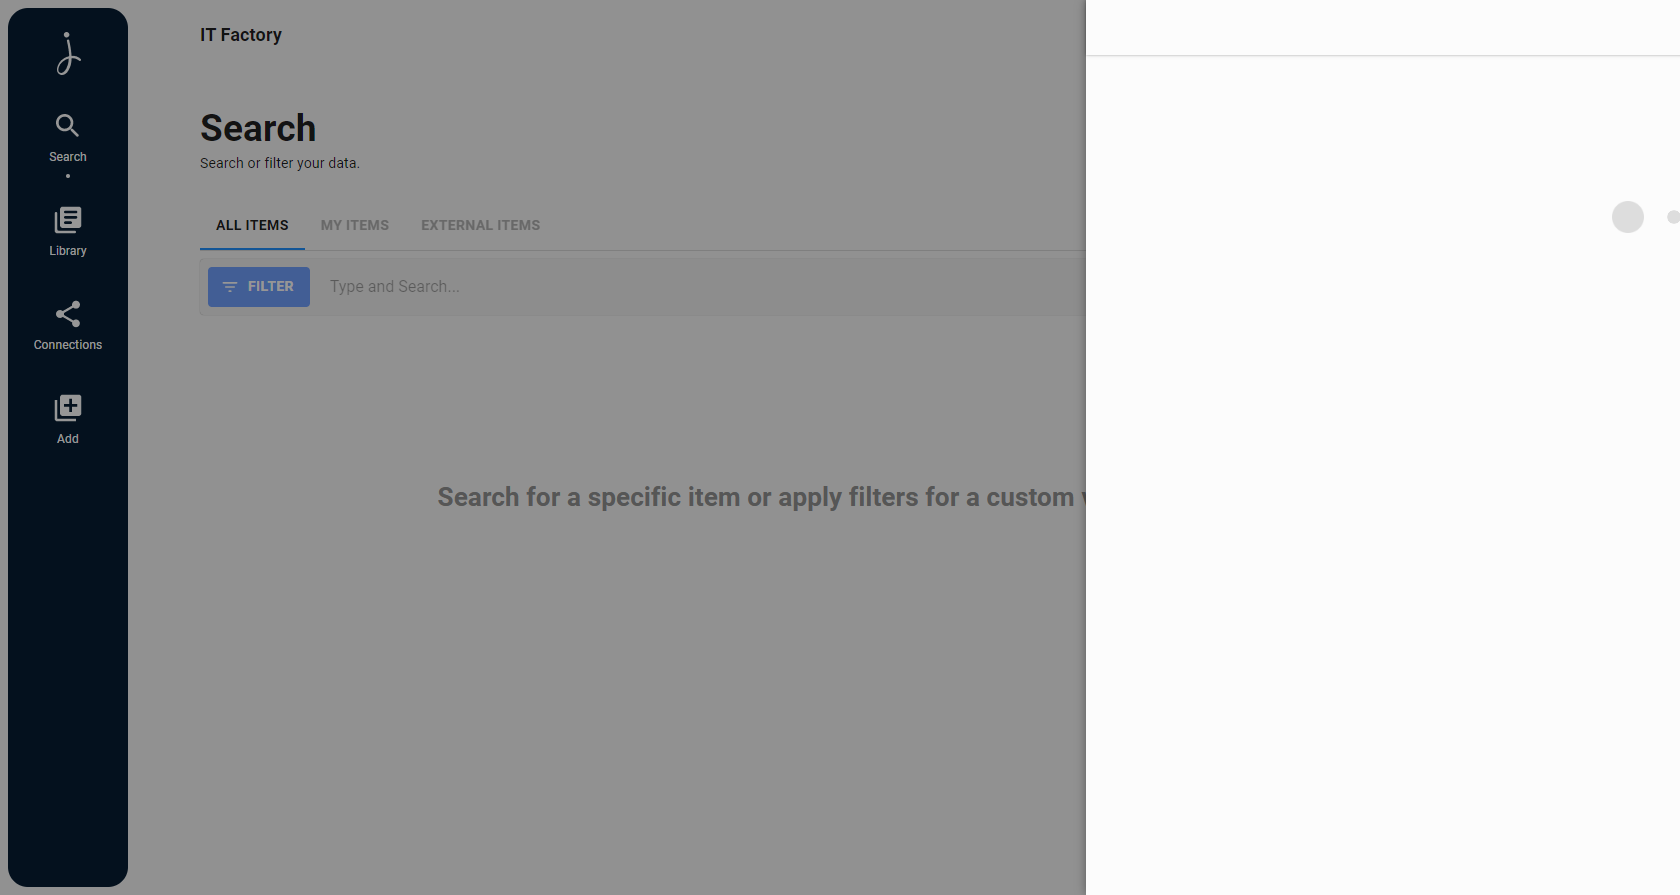 IT Factory
Search
Library
Connections
Add
Search
Search or filter your data.
ALL ITEMS MY ITEMS EXTERNAL ITEMS
FILTER Type and Search...
Search for a specific item or apply filters for a custom